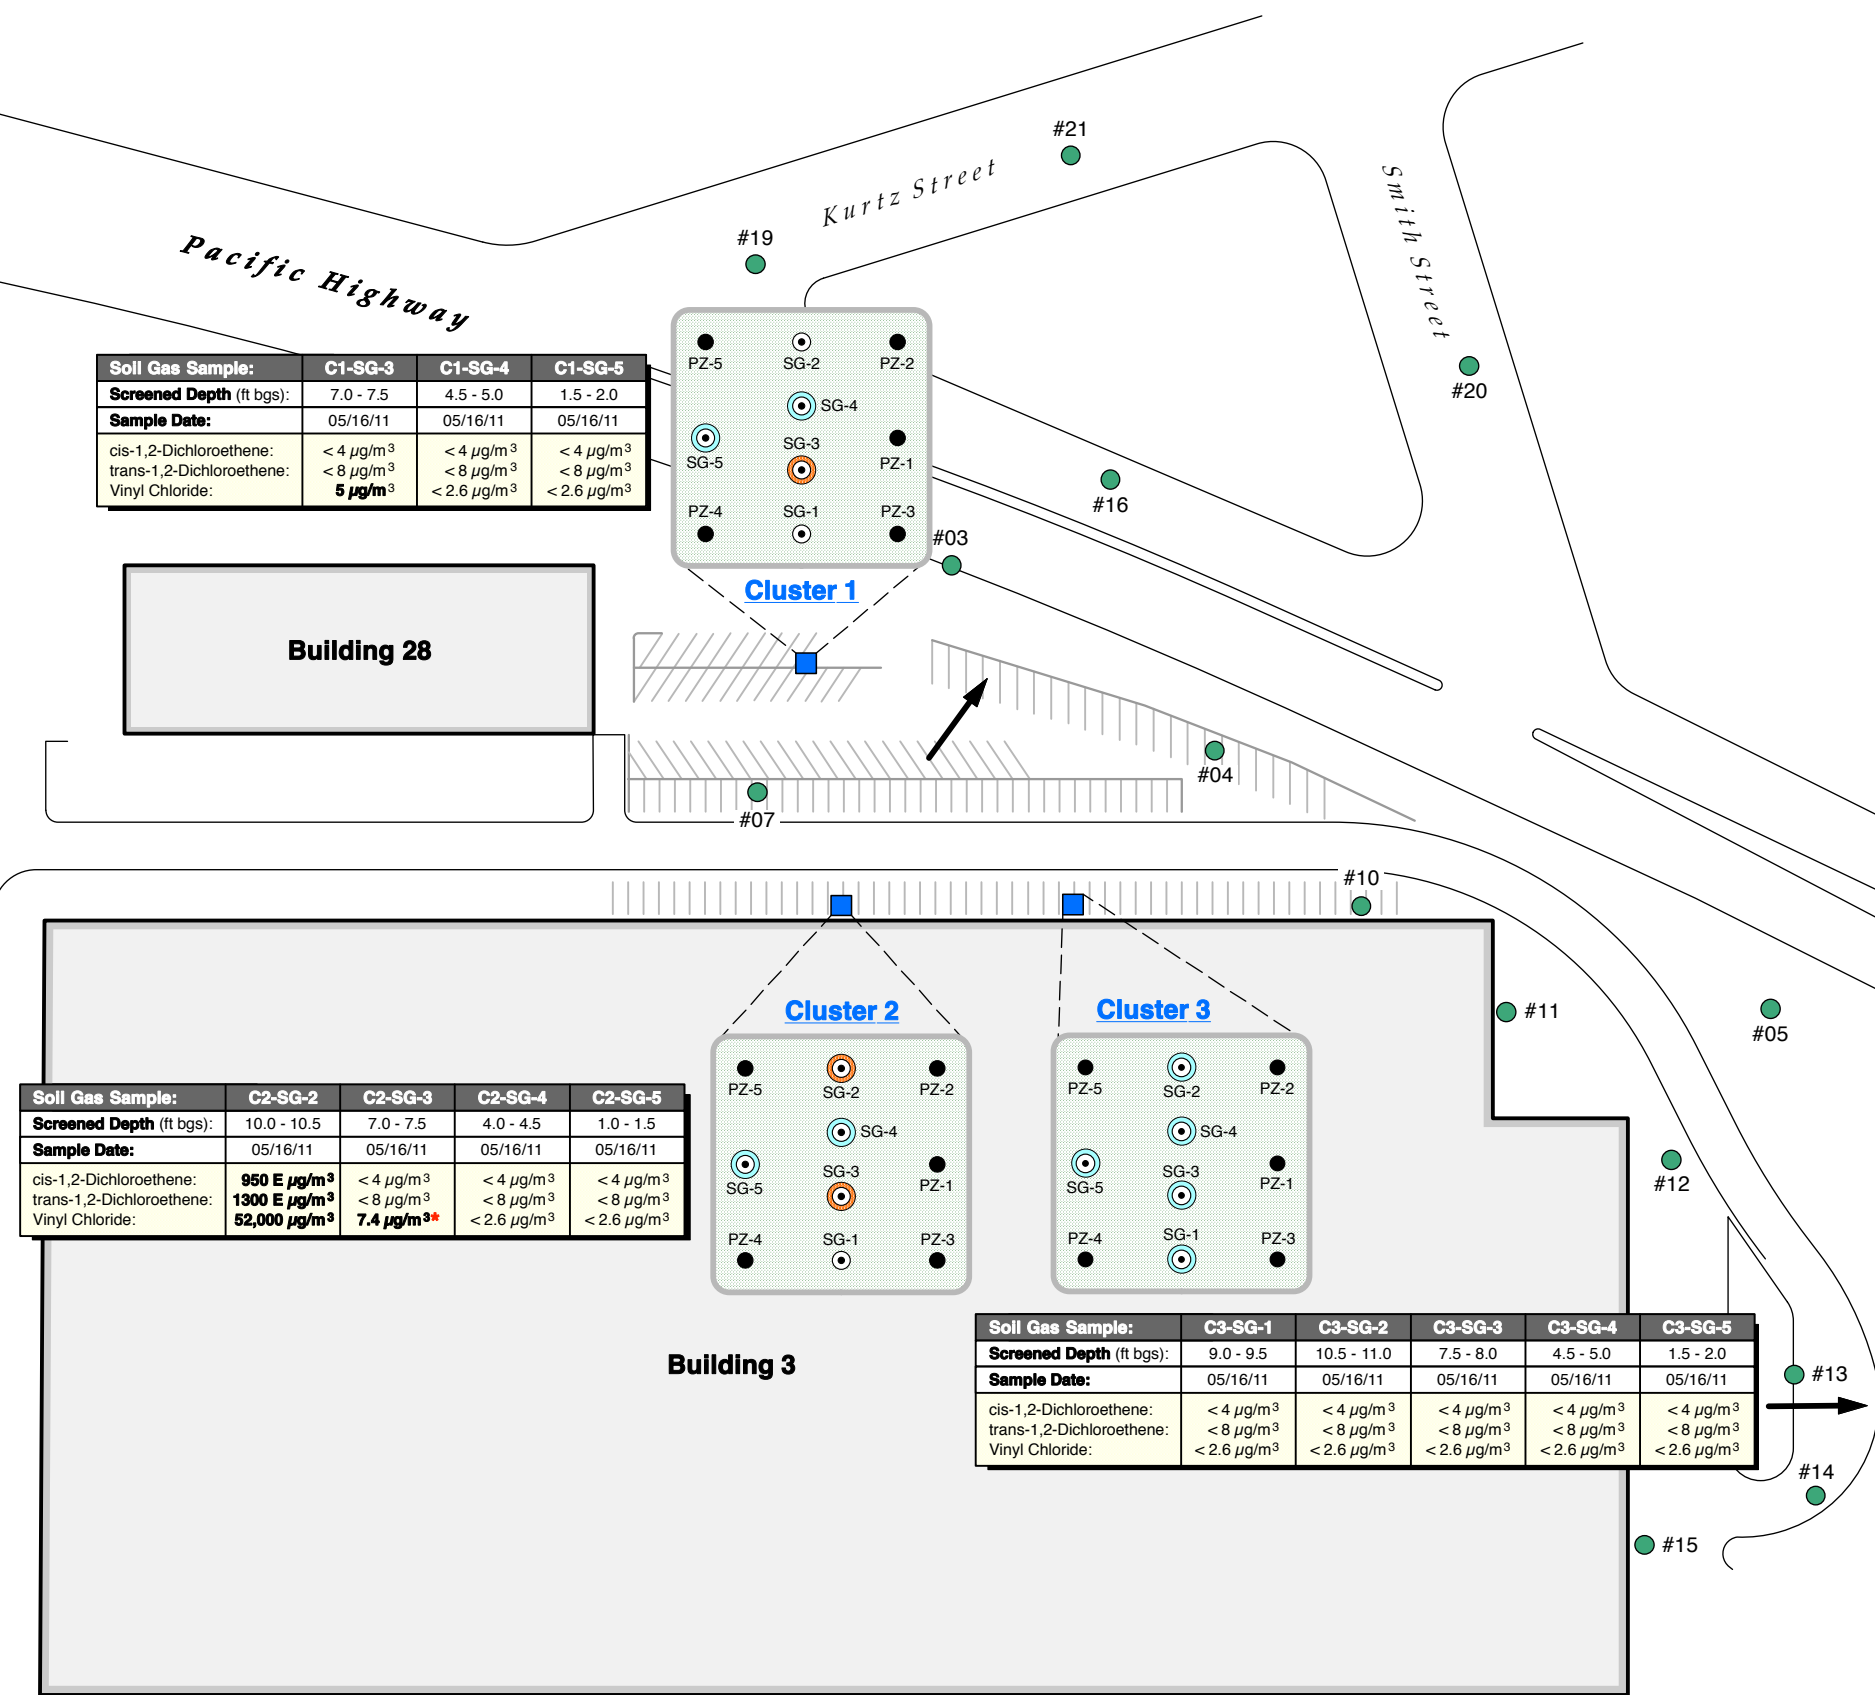 #21
Kurtz Street
Smith Street
#19
Pacific Highway
#20
PZ-5
SG-2
PZ-2
SG-4
SG-3
SG-5
PZ-1
PZ-4
SG-1
PZ-3
Cluster 1
Soil Gas Sample: C1-SG-3 C1-SG-4 C1-SG-5
Screened Depth (ft bgs): 7.0 - 7.5 4.5 - 5.0 1.5 - 2.0
Sample Date: 05/16/11 05/16/11 05/16/11
cis-1,2-Dichloroethene: < 4 µg/m³ < 4 µg/m³ < 4 µg/m³
trans-1,2-Dichloroethene: < 8 µg/m³ < 8 µg/m³ < 8 µg/m³
Vinyl Chloride: 5 µg/m³ < 2.6 µg/m³ < 2.6 µg/m³
#16
#03
Building 28
#04
#07
#10
#11
#05
Cluster 2
PZ-5
SG-2
PZ-2
SG-4
SG-3
SG-5
PZ-1
PZ-4
SG-1
PZ-3
Cluster 3
PZ-5
SG-2
PZ-2
SG-4
SG-3
SG-5
PZ-1
PZ-4
SG-1
PZ-3
Soil Gas Sample: C2-SG-2 C2-SG-3 C2-SG-4 C2-SG-5
Screened Depth (ft bgs): 10.0 - 10.5 7.0 - 7.5 4.0 - 4.5 1.0 - 1.5
Sample Date: 05/16/11 05/16/11 05/16/11 05/16/11
cis-1,2-Dichloroethene: 950 E µg/m³ < 4 µg/m³ < 4 µg/m³ < 4 µg/m³
trans-1,2-Dichloroethene: 1300 E µg/m³ < 8 µg/m³ < 8 µg/m³ < 8 µg/m³
Vinyl Chloride: 52,000 µg/m³ 7.4 µg/m³* < 2.6 µg/m³ < 2.6 µg/m³
#12
Building 3
Soil Gas Sample: C3-SG-1 C3-SG-2 C3-SG-3 C3-SG-4 C3-SG-5
Screened Depth (ft bgs): 9.0 - 9.5 10.5 - 11.0 7.5 - 8.0 4.5 - 5.0 1.5 - 2.0
Sample Date: 05/16/11 05/16/11 05/16/11 05/16/11 05/16/11
cis-1,2-Dichloroethene: < 4 µg/m³ < 4 µg/m³ < 4 µg/m³ < 4 µg/m³ < 4 µg/m³
trans-1,2-Dichloroethene: < 8 µg/m³ < 8 µg/m³ < 8 µg/m³ < 8 µg/m³ < 8 µg/m³
Vinyl Chloride: < 2.6 µg/m³ < 2.6 µg/m³ < 2.6 µg/m³ < 2.6 µg/m³ < 2.6 µg/m³
#13
#14
#15